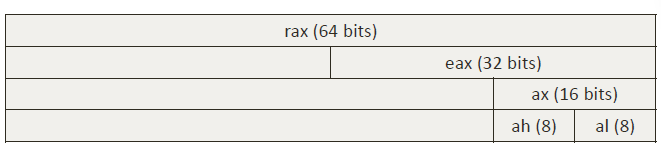 rax (64 bits)
eax (32 bits)
ax (16 bits)
ah (8) al (8)